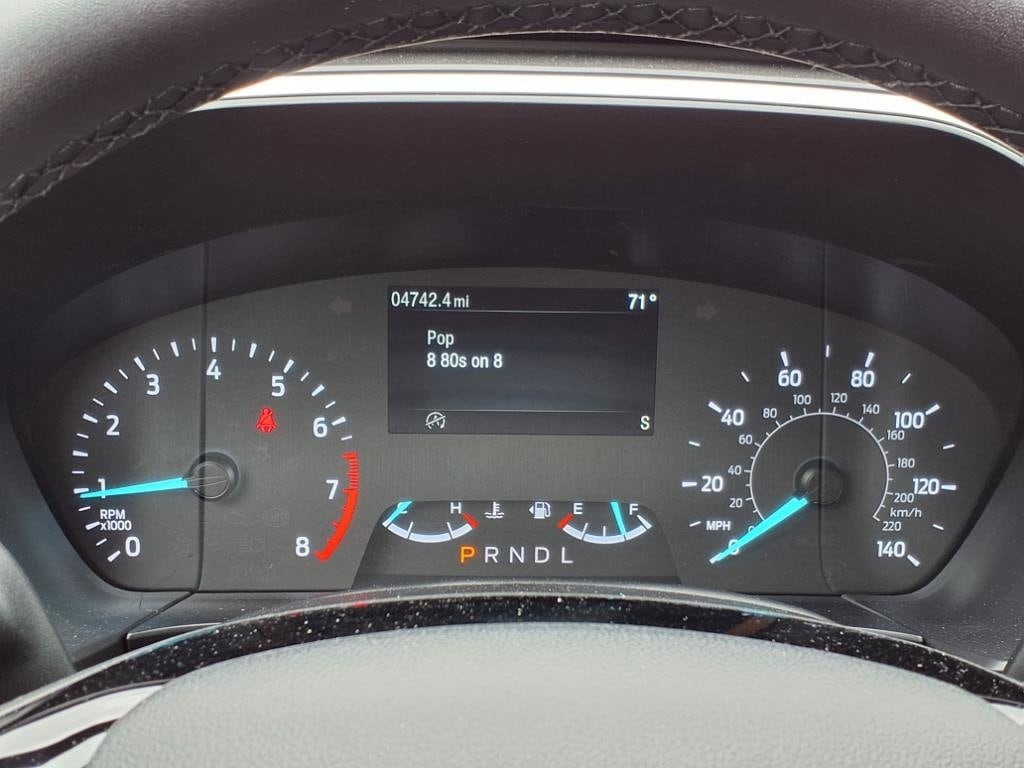 04742.4 mi 71°
Pop
8 80s on 8
S
0 1 2 3 4 5 6 7 8
RPM
x1000
H E F
P R N D L
0 20 40 60 80 100 120 140
MPH
20 40 60 80 100 120 140 160 180 200 220
km/h